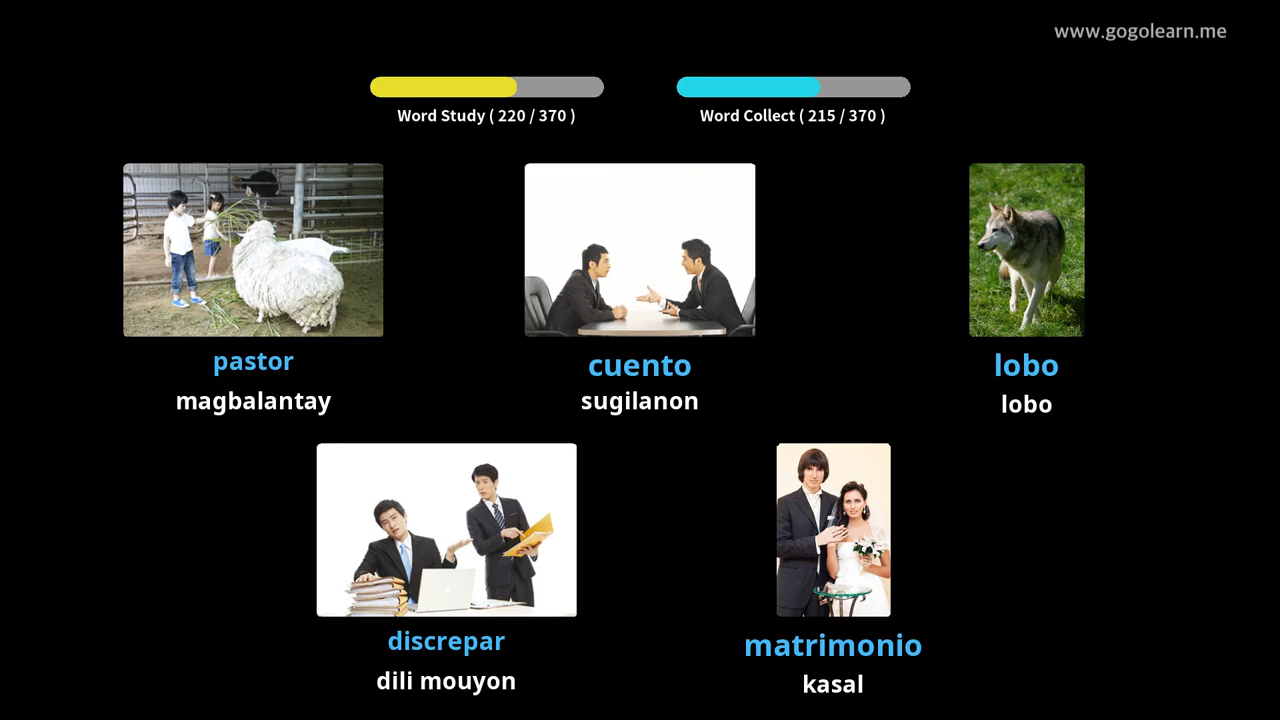 www.gogolearn.me
Word Study ( 220 / 370 )
Word Collect ( 215 / 370 )
pastor
magbalantay
cuento
sugilanon
lobo
lobo
discrepar
dili mouyon
matrimonio
kasal